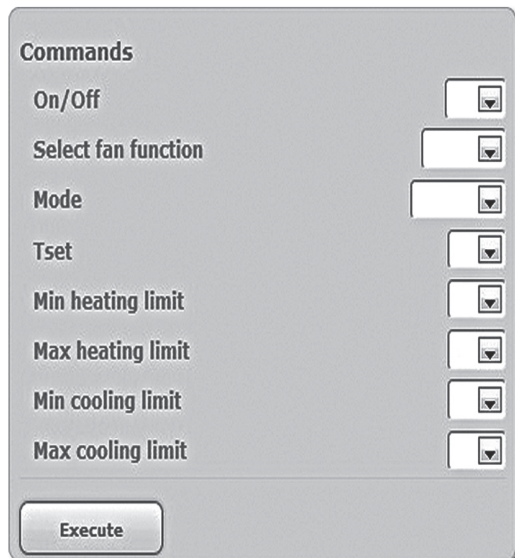 Commands
On/Off
Select fan function
Mode
Tset
Min heating limit
Max heating limit
Min cooling limit
Max cooling limit
Execute